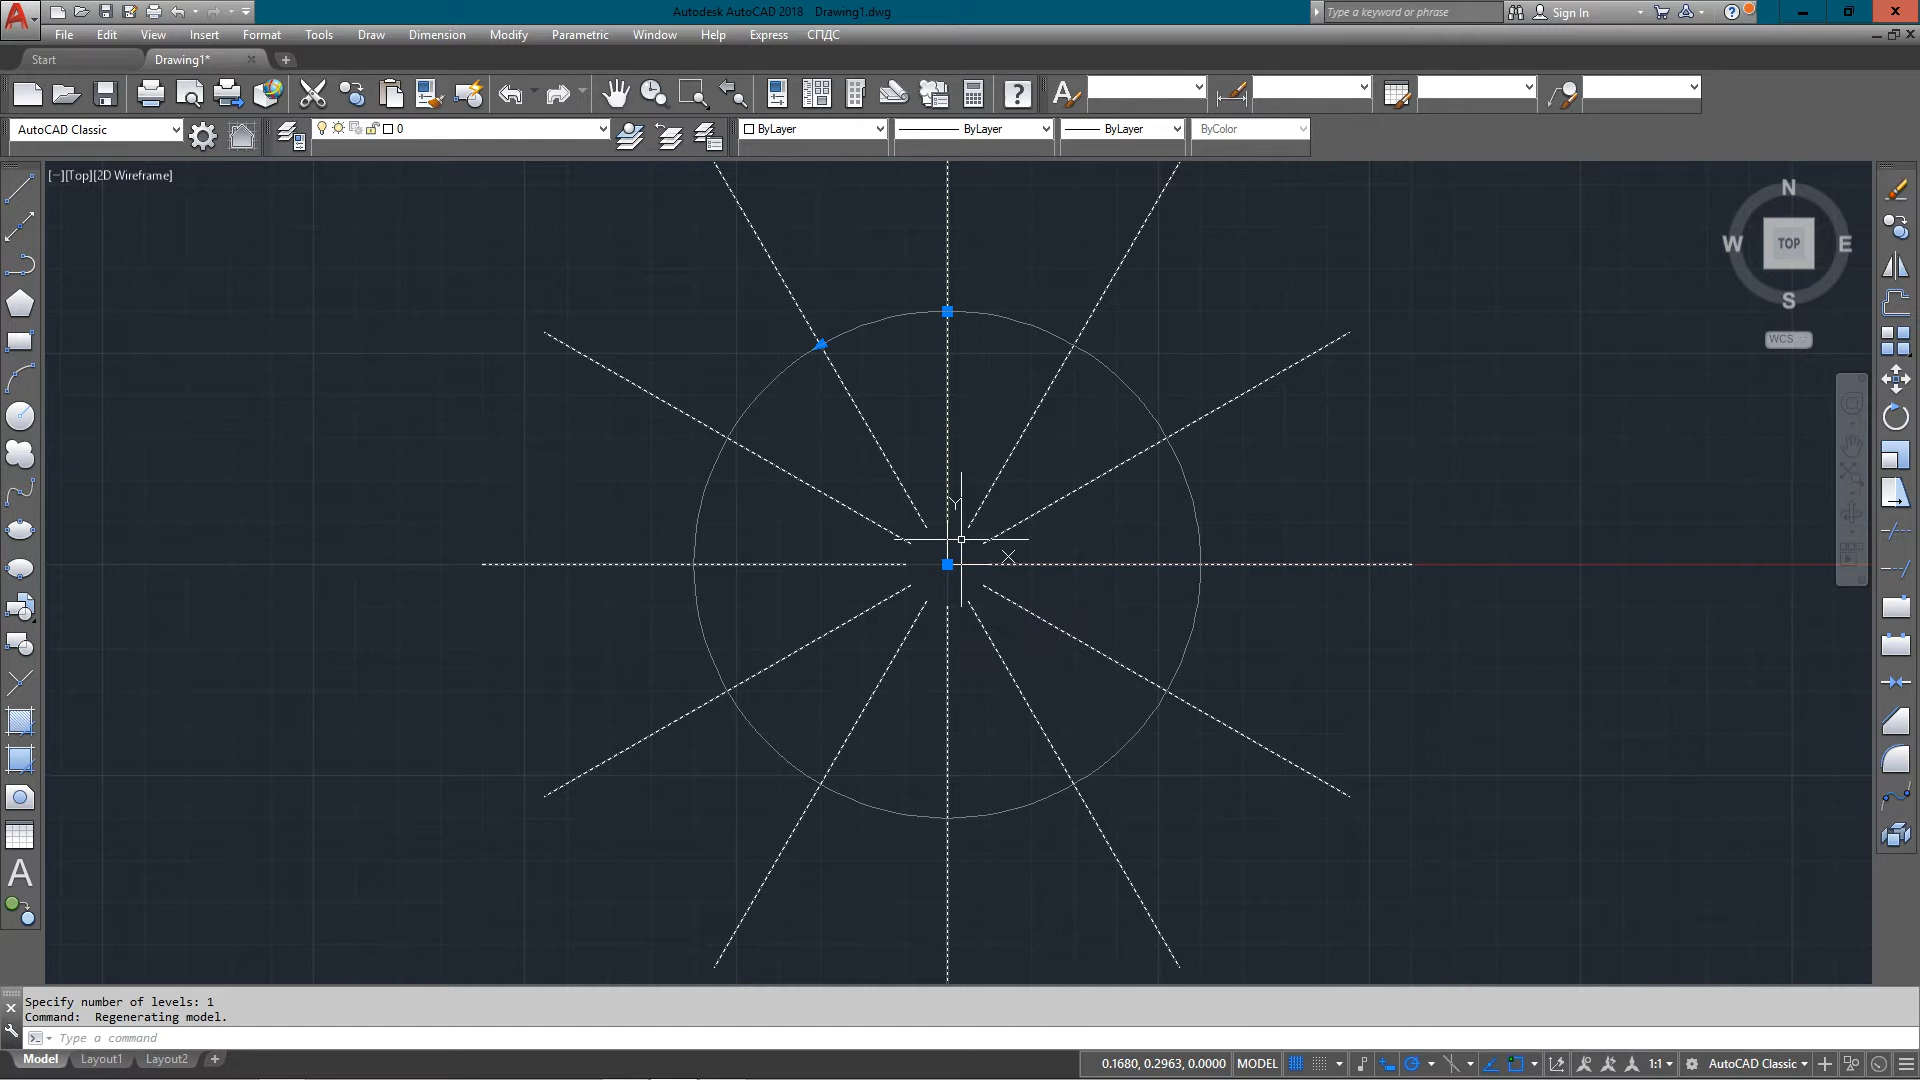 Autodesk AutoCAD 2018 Drawing1.dwg
Type a keyword or phrase
Sign In
File Edit View Insert Format Tools Draw Dimension Modify Parametric Window Help Express СПДС
Start
Drawing1*
AutoCAD Classic
0
ByLayer
ByLayer
ByLayer
ByColor
[−][Top][2D Wireframe]
N
W
TOP
E
S
WCS
Y
X
A
Specify number of levels: 1
Command: Regenerating model.
Type a command
Model Layout1 Layout2
0.1680, 0.2963, 0.0000
MODEL
1:1
AutoCAD Classic